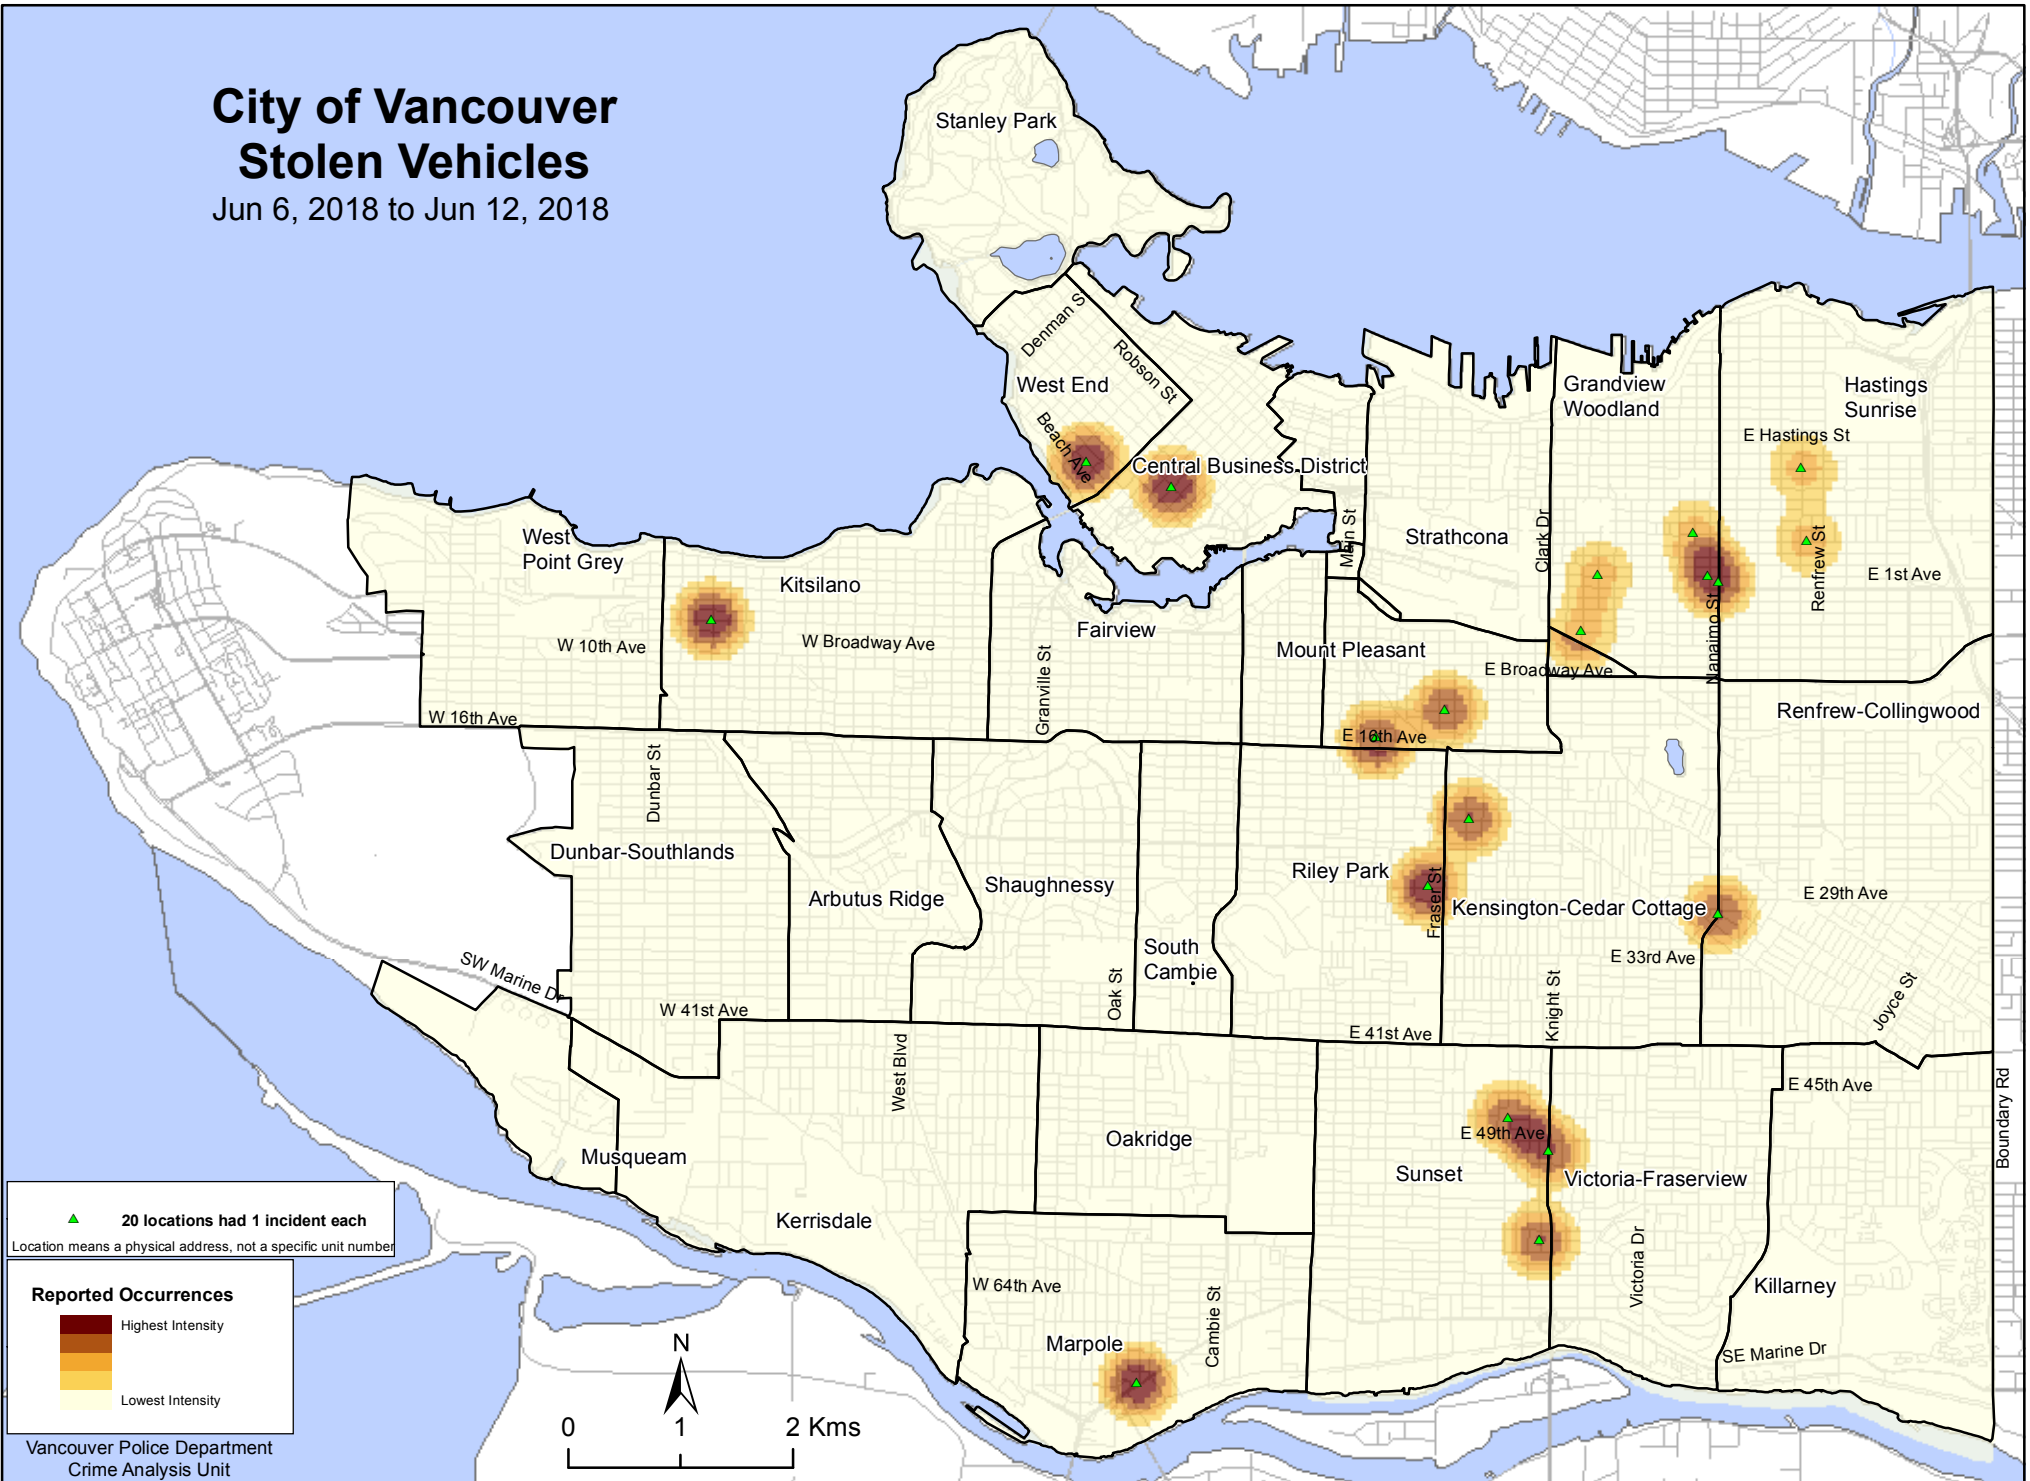 City of Vancouver
Stolen Vehicles
Jun 6, 2018 to Jun 12, 2018
Stanley Park
Denman S
Robson St
West End
Beach Ave
Central Business District
Grandview
Woodland
Hastings
Sunrise
E Hastings St
Main St
Strathcona
Clark Dr
Renfrew St
E 1st Ave
Nanaimo St
West
Point Grey
Kitsilano
W 10th Ave
W Broadway Ave
Fairview
Granville St
Mount Pleasant
E Broadway Ave
W 16th Ave
E 16th Ave
Renfrew-Collingwood
Dunbar St
Dunbar-Southlands
Arbutus Ridge
Shaughnessy
Riley Park
Fraser St
Kensington-Cedar Cottage
E 29th Ave
South
Cambie
Oak St
E 33rd Ave
SW Marine Dr
W 41st Ave
E 41st Ave
Knight St
Joyce St
West Blvd
E 45th Ave
Boundary Rd
Oakridge
E 49th Ave
Musqueam
Sunset
Victoria-Fraserview
Kerrisdale
Victoria Dr
W 64th Ave
Cambie St
Killarney
Marpole
SE Marine Dr
20 locations had 1 incident each
Location means a physical address, not a specific unit number
Reported Occurrences
Highest Intensity
Lowest Intensity
Vancouver Police Department
Crime Analysis Unit
N
0 1 2 Kms